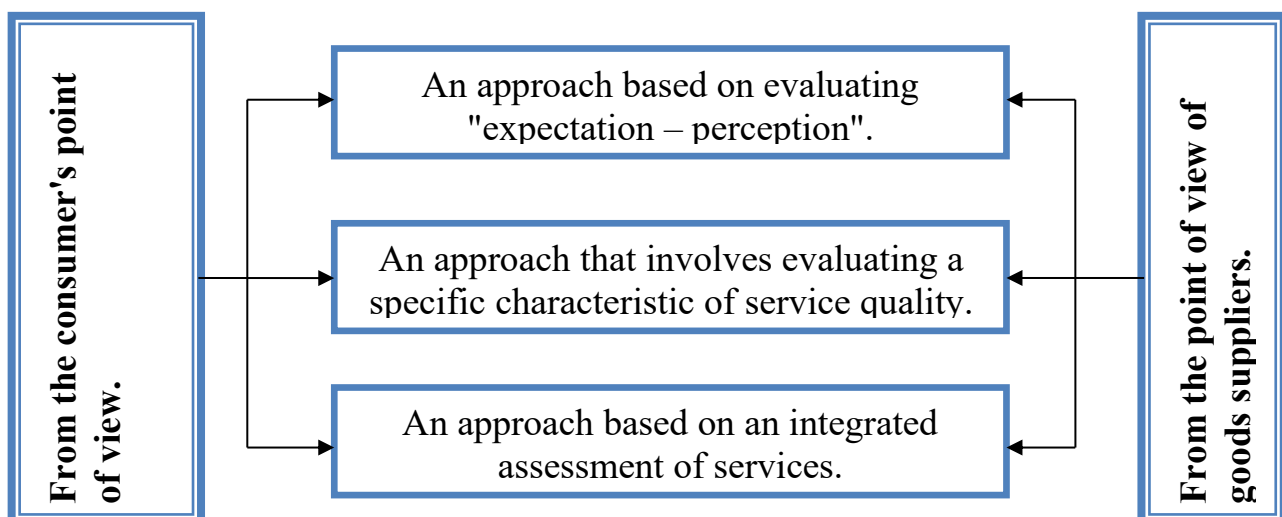 From the consumer's point
of view.
An approach based on evaluating
"expectation – perception".
An approach that involves evaluating a
specific characteristic of service quality.
An approach based on an integrated
assessment of services.
From the point of view of
goods suppliers.